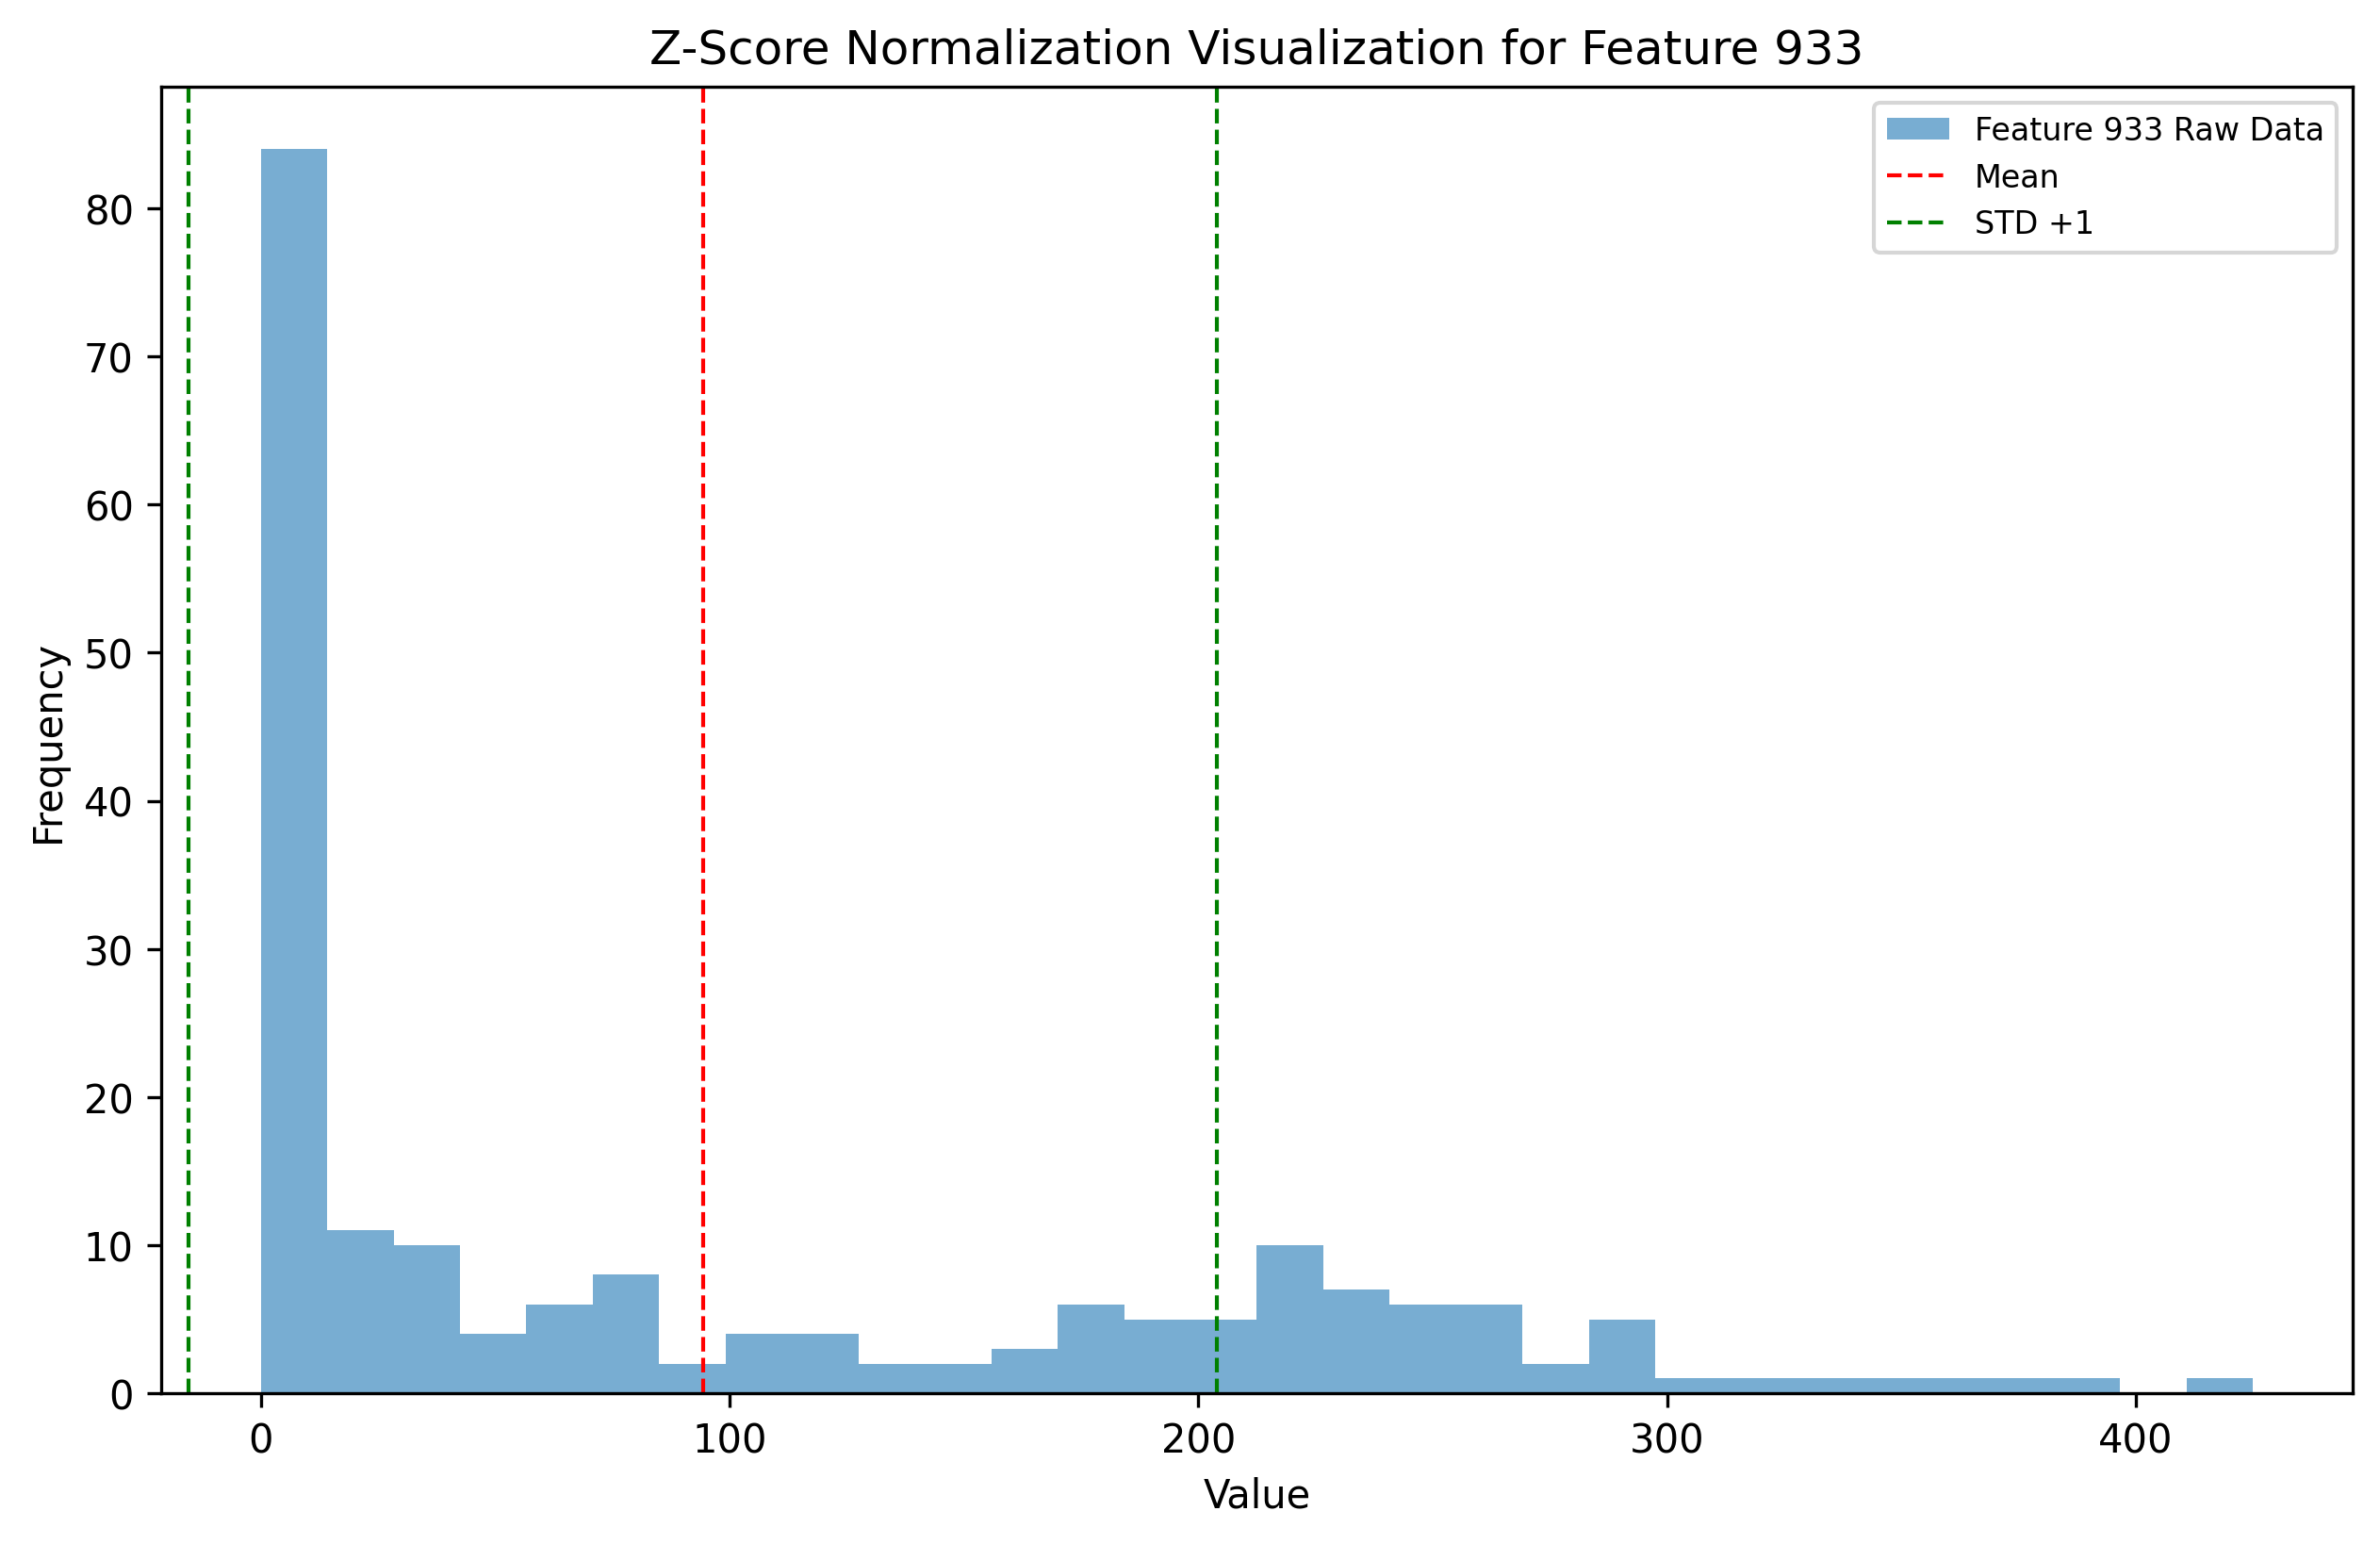 Z-Score Normalization Visualization for Feature 933
Feature 933 Raw Data
Mean
STD +1
80
70
60
50
40
30
20
10
0
Frequency
0 100 200 300 400
Value